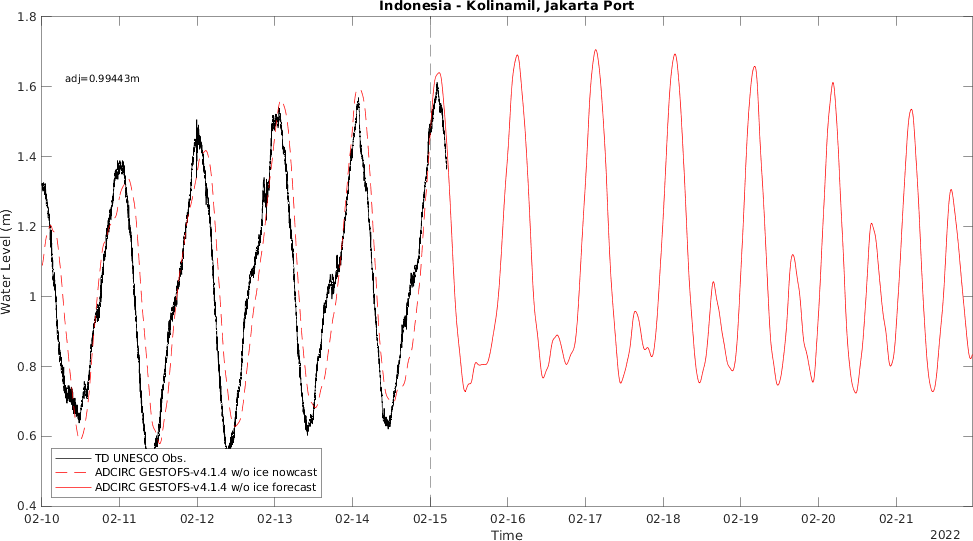 Indonesia - Kolinamil, Jakarta Port
1.8
1.6
1.4
1.2
1
0.8
0.6
0.4
Water Level (m)
adj=0.99443m
TD UNESCO Obs.
ADCIRC GESTOFS-v4.1.4 w/o ice nowcast
ADCIRC GESTOFS-v4.1.4 w/o ice forecast
02-10 02-11 02-12 02-13 02-14 02-15 02-16 02-17 02-18 02-19 02-20 02-21
Time
2022